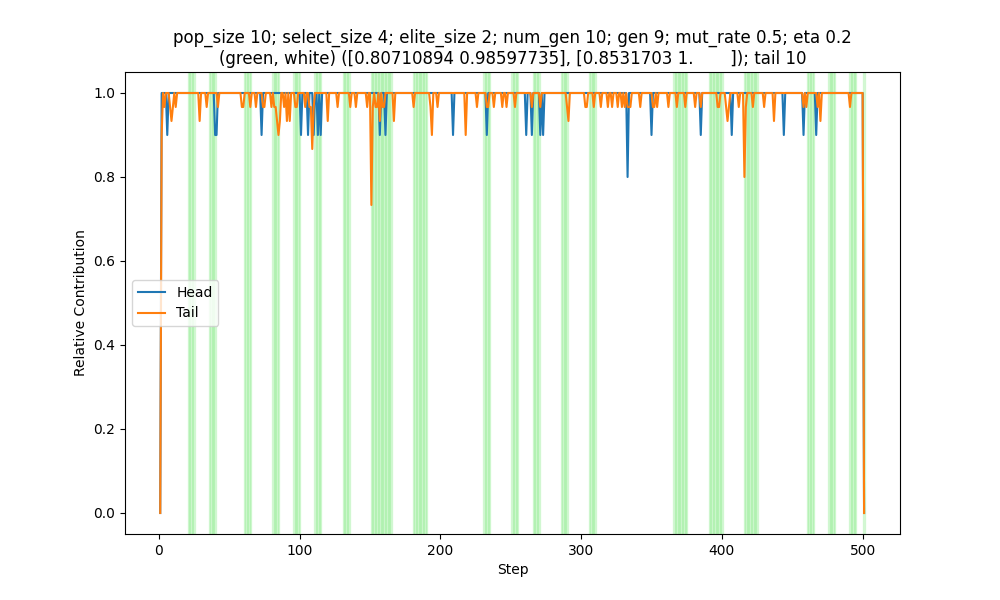 pop_size 10; select_size 4; elite_size 2; num_gen 10; gen 9; mut_rate 0.5; eta 0.2
(green, white) ([0.80710894 0.98597735], [0.8531703 1.        ]); tail 10
1.0
0.8
0.6
0.4
0.2
0.0
Relative Contribution
Head
Tail
0
100
200
300
400
500
Step